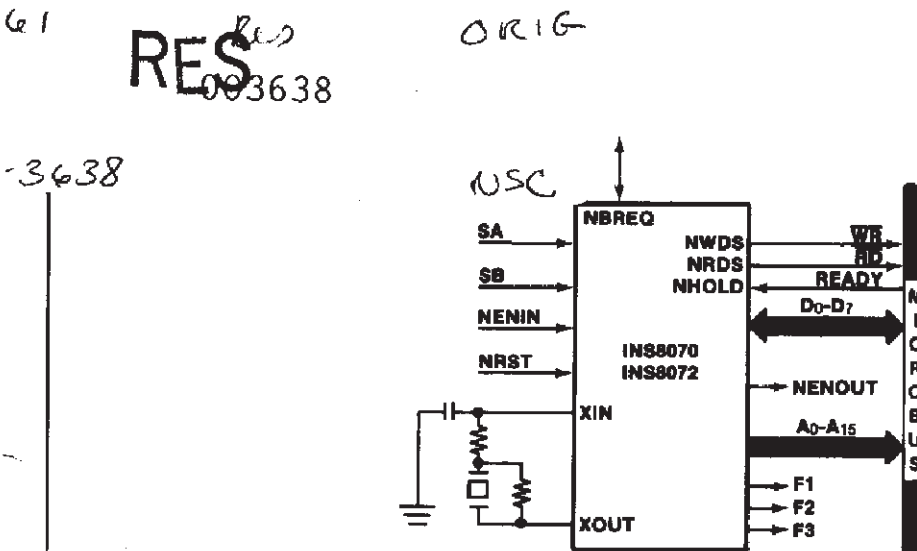 61
RES
Res
003638
ORIG
-3638
NSC
NBREQ
SA
SB
NENIN
NRST
XIN
XOUT
INS8070
INS8072
NWDS
NRDS
NHOLD
WR
RD
READY
D0-D7
NENOUT
A0-A15
F1
F2
F3
MICROBUS